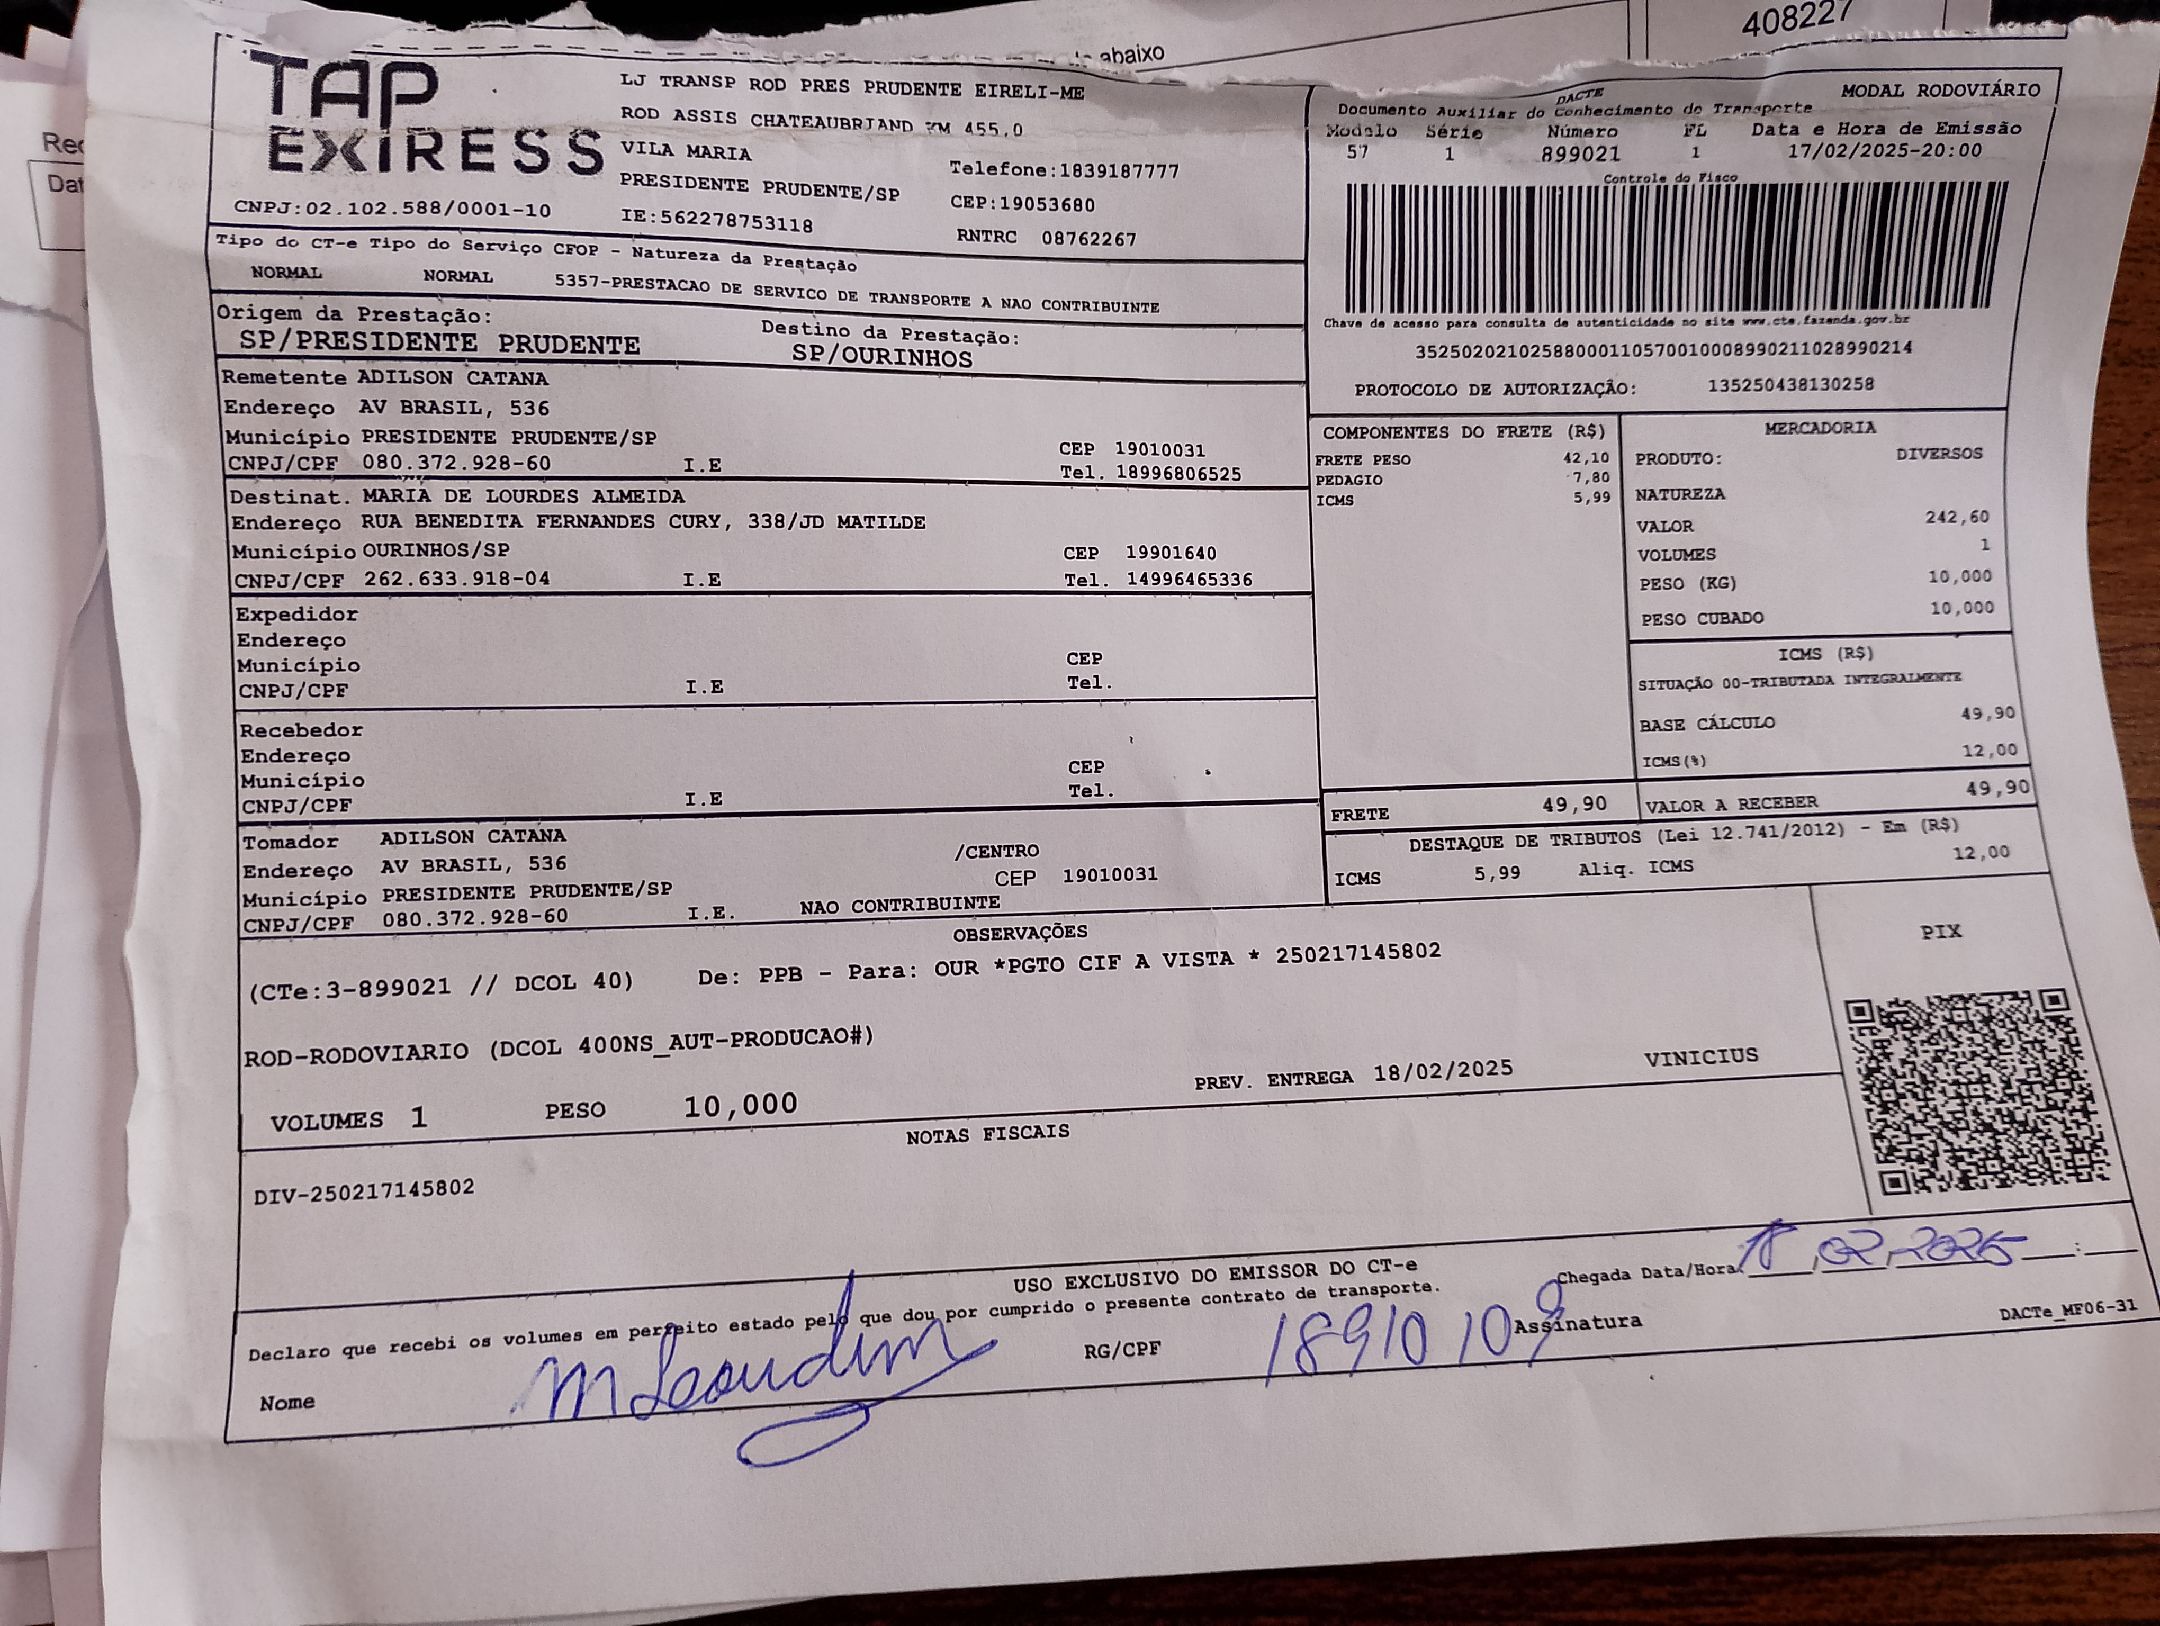 abaixo
408227
Rec
Dat
TAP
EXIRESS
CNPJ:02.102.588/0001-10
LJ TRANSP ROD PRES PRUDENTE EIRELI-ME
ROD ASSIS CHATEAUBRIAND KM 455,0
VILA MARIA
Telefone:1839187777
PRESIDENTE PRUDENTE/SP
CEP:19053680
IE:562278753118
RNTRC 08762267
DACTE
MODAL RODOVIÁRIO
Documento Auxiliar do Conhecimento do Transporte
Modelo Série Número FL Data e Hora de Emissão
57 1 899021 1 17/02/2025-20:00
Controle do Fisco
Chave de acesso para consulta de autenticidade no site www.cte.fazenda.gov.br
35250202102588000110570010008990211028990214
PROTOCOLO DE AUTORIZAÇÃO: 135250438130258
Tipo do CT-e Tipo do Serviço CFOP - Natureza da Prestação
NORMAL NORMAL 5357-PRESTACAO DE SERVICO DE TRANSPORTE A NAO CONTRIBUINTE
Origem da Prestação: Destino da Prestação:
SP/PRESIDENTE PRUDENTE SP/OURINHOS
Remetente ADILSON CATANA
Endereço AV BRASIL, 536
Município PRESIDENTE PRUDENTE/SP CEP 19010031
CNPJ/CPF 080.372.928-60 I.E Tel. 18996806525
Destinat. MARIA DE LOURDES ALMEIDA
Endereço RUA BENEDITA FERNANDES CURY, 338/JD MATILDE
Município OURINHOS/SP CEP 19901640
CNPJ/CPF 262.633.918-04 I.E Tel. 14996465336
Expedidor
Endereço
Município CEP
CNPJ/CPF I.E Tel.
Recebedor
Endereço
Município CEP
CNPJ/CPF I.E Tel.
Tomador ADILSON CATANA
Endereço AV BRASIL, 536 /CENTRO
Município PRESIDENTE PRUDENTE/SP CEP 19010031
CNPJ/CPF 080.372.928-60 I.E. NAO CONTRIBUINTE
COMPONENTES DO FRETE (R$)
FRETE PESO 42,10
PEDAGIO 7,80
ICMS 5,99
MERCADORIA
PRODUTO: DIVERSOS
NATUREZA
VALOR 242,60
VOLUMES 1
PESO (KG) 10,000
PESO CUBADO 10,000
ICMS (R$)
SITUAÇÃO 00-TRIBUTADA INTEGRALMENTE
BASE CÁLCULO 49,90
ICMS(%) 12,00
FRETE 49,90 VALOR A RECEBER 49,90
DESTAQUE DE TRIBUTOS (Lei 12.741/2012) - Em (R$)
ICMS 5,99 Aliq. ICMS 12,00
OBSERVAÇÕES
(CTe:3-899021 // DCOL 40) De: PPB - Para: OUR *PGTO CIF A VISTA * 250217145802
ROD-RODOVIARIO (DCOL 400NS_AUT-PRODUCAO#)
PREV. ENTREGA 18/02/2025 VINICIUS
VOLUMES 1 PESO 10,000
PIX
NOTAS FISCAIS
DIV-250217145802
USO EXCLUSIVO DO EMISSOR DO CT-e
Chegada Data/Hora 18 02 2025 :
Declaro que recebi os volumes em perfeito estado pelo que dou por cumprido o presente contrato de transporte.
Nome RG/CPF 18910109 Assinatura
DACTe_MF06-31